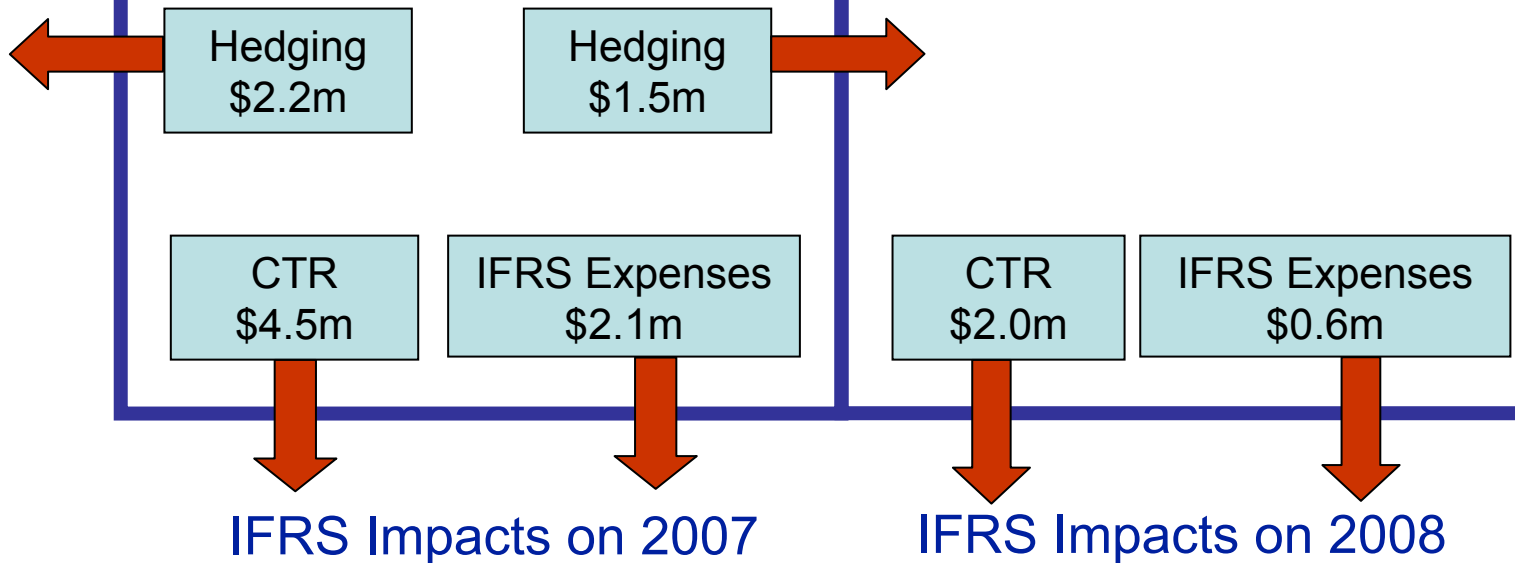 Hedging
$2.2m
Hedging
$1.5m
CTR
$4.5m
IFRS Expenses
$2.1m
CTR
$2.0m
IFRS Expenses
$0.6m
IFRS Impacts on 2007
IFRS Impacts on 2008